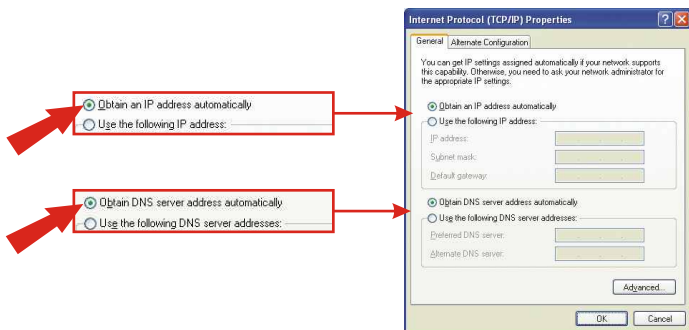 Obtain an IP address automatically
Use the following IP address:
Obtain DNS server address automatically
Use the following DNS server addresses:
Internet Protocol (TCP/IP) Properties
General
Alternate Configuration
You can get IP settings assigned automatically if your network supports
this capability. Otherwise, you need to ask your network administrator for
the appropriate IP settings.
Obtain an IP address automatically
Use the following IP address:
IP address:
Subnet mask:
Default gateway:
Obtain DNS server address automatically
Use the following DNS server addresses:
Preferred DNS server:
Alternate DNS server:
Advanced...
OK
Cancel